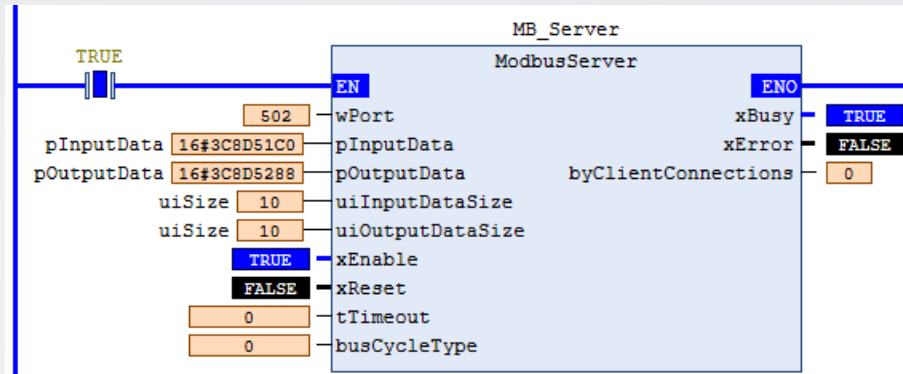 MB_Server
TRUE
ModbusServer
EN ENO
502 wPort xBusy TRUE
pInputData 16#3C8D51C0 pInputData xError FALSE
pOutputData 16#3C8D5288 pOutputData byClientConnections 0
uiSize 10 uiInputDataSize
uiSize 10 uiOutputDataSize
TRUE xEnable
FALSE xReset
0 tTimeout
0 busCycleType